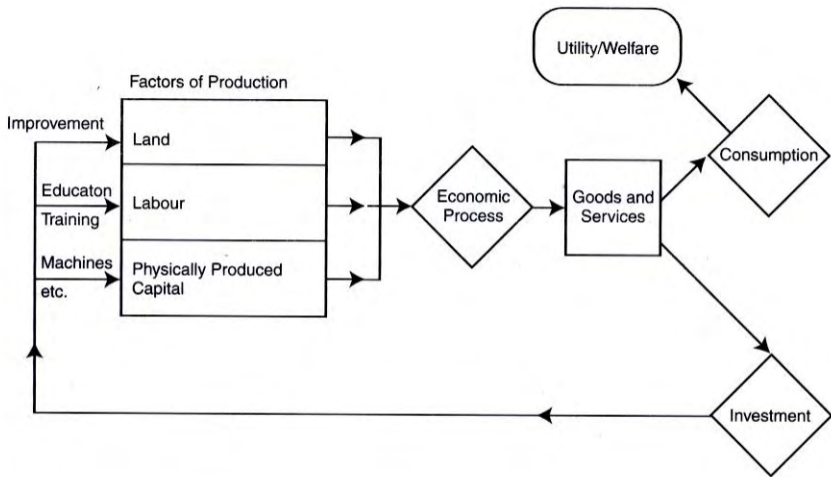 Utility/Welfare
Factors of Production
Improvement
Land
Consumption
Educaton
Training
Labour
Economic
Process
Goods and
Services
Machines
etc.
Physically Produced
Capital
Investment